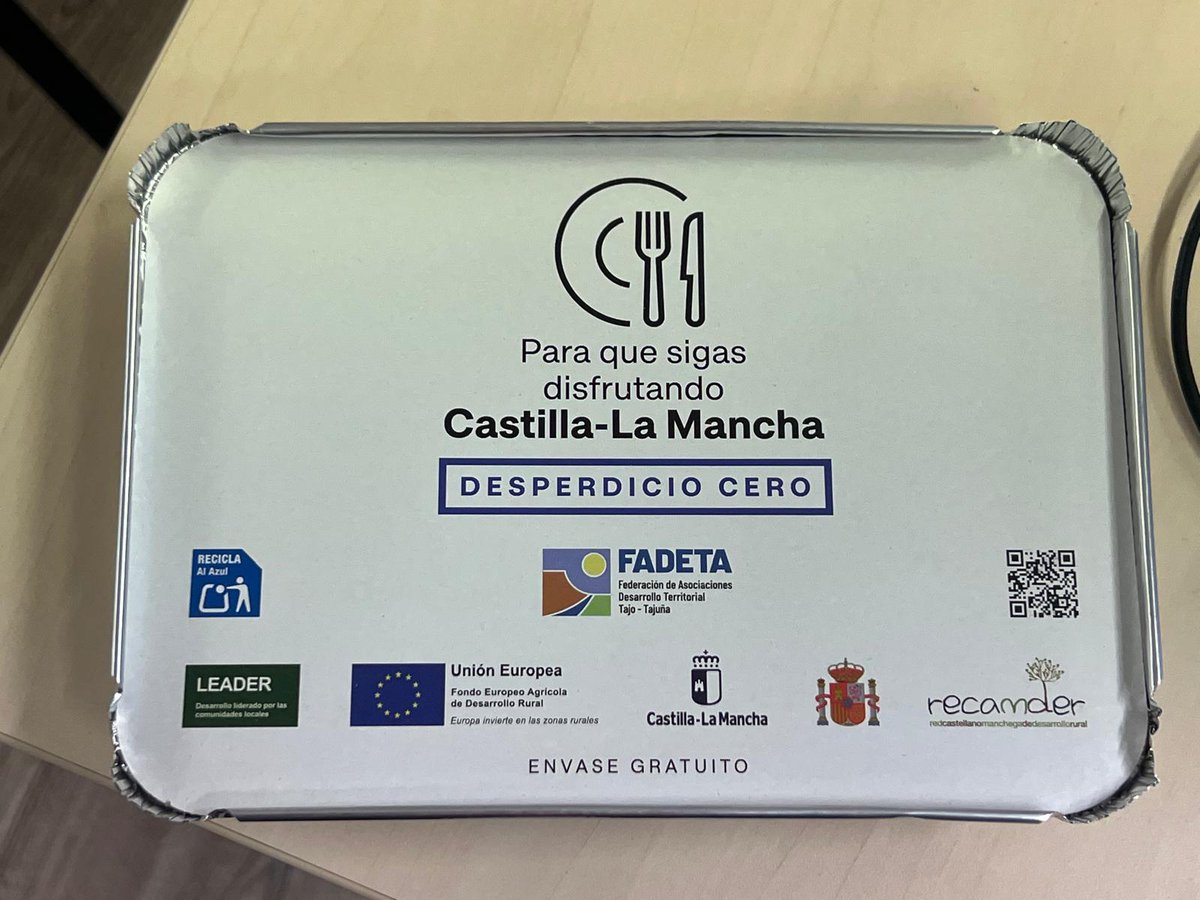 Para que sigas
disfrutando
Castilla-La Mancha
DESPERDICIO CERO
RECICLA
Al Azul
FADETA
Federación de Asociaciones
Desarrollo Territorial
Tajo - Tajuña
LEADER
Desarrollo liderado por las
comunidades locales
Unión Europea
Fondo Europeo Agrícola
de Desarrollo Rural
Europa invierte en las zonas rurales
Castilla-La Mancha
recamder
redcastellanomanchegadedesarrollorural
ENVASE GRATUITO